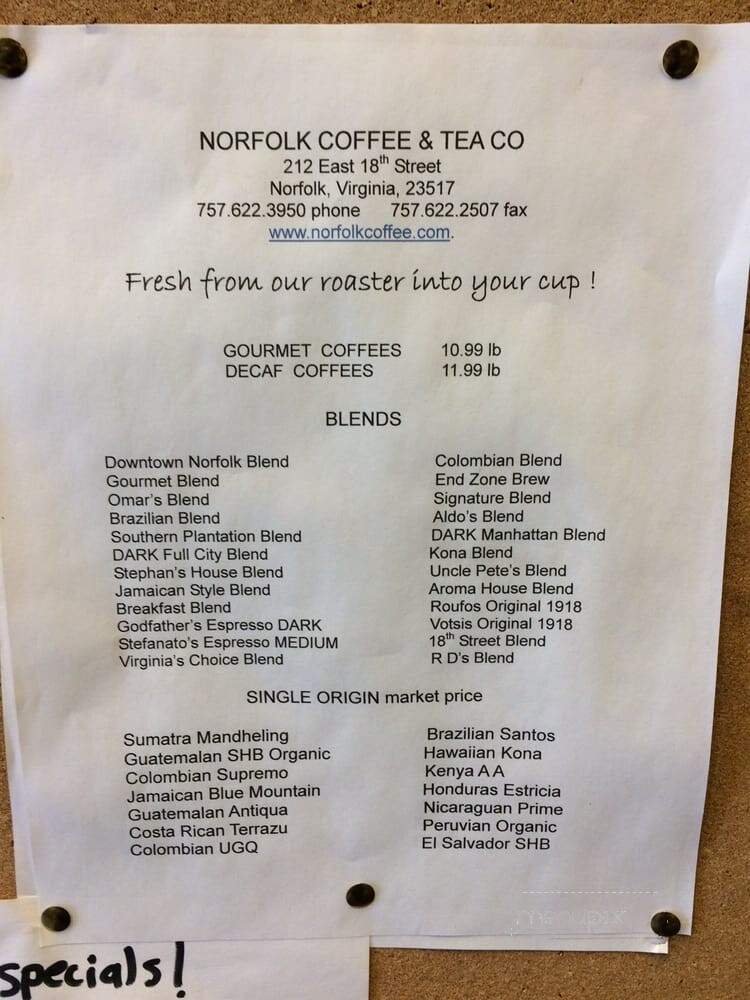 NORFOLK COFFEE & TEA CO
212 East 18th Street
Norfolk, Virginia, 23517
757.622.3950 phone 757.622.2507 fax
www.norfolkcoffee.com.
Fresh from our roaster into your cup !
GOURMET COFFEES 10.99 lb
DECAF COFFEES 11.99 lb
BLENDS
Downtown Norfolk Blend
Gourmet Blend
Omar's Blend
Brazilian Blend
Southern Plantation Blend
DARK Full City Blend
Stephan's House Blend
Jamaican Style Blend
Breakfast Blend
Godfather's Espresso DARK
Stefanato's Espresso MEDIUM
Virginia's Choice Blend
Colombian Blend
End Zone Brew
Signature Blend
Aldo's Blend
DARK Manhattan Blend
Kona Blend
Uncle Pete's Blend
Aroma House Blend
Roufos Original 1918
Votsis Original 1918
18th Street Blend
R D's Blend
SINGLE ORIGIN market price
Sumatra Mandheling
Guatemalan SHB Organic
Colombian Supremo
Jamaican Blue Mountain
Guatemalan Antiqua
Costa Rican Terrazu
Colombian UGQ
Brazilian Santos
Hawaiian Kona
Kenya A A
Honduras Estricia
Nicaraguan Prime
Peruvian Organic
El Salvador SHB
specials!